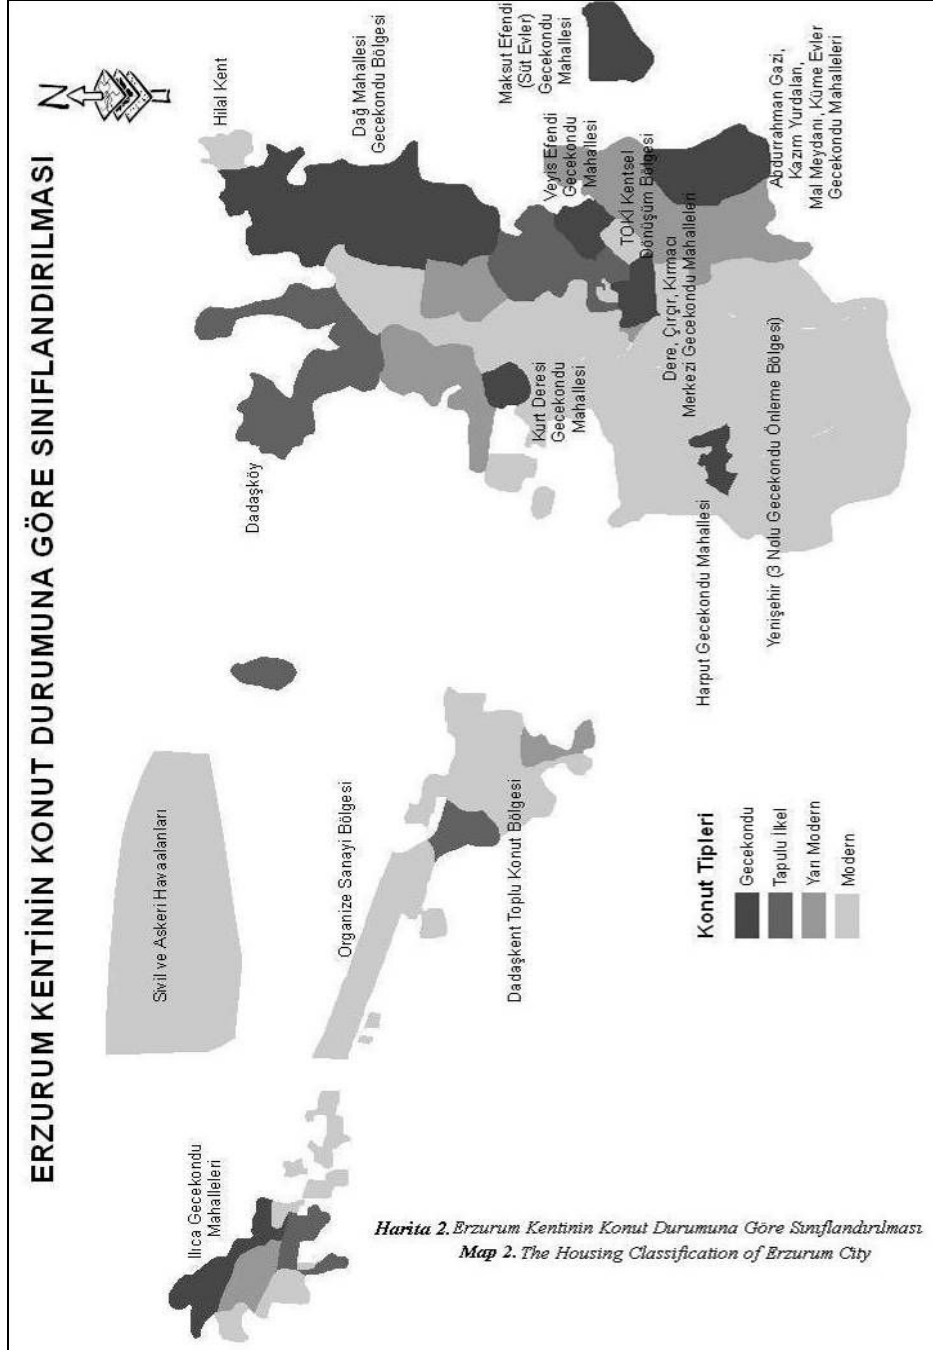 ERZURUM KENTİNİN KONUT DURUMUNA GÖRE SINIFLANDIRILMASI
N
Hilal Kent
Dağ Mahallesi
Gecekondu Bölgesi
Maksut Efendi
(Süt Evler)
Gecekondu
Mahallesi
Veyis Efendi
Gecekondu
Mahallesi
TOKİ Kentsel
Dönüşüm Bölgesi
Abdurrahman Gazi,
Kazım Yurdalan,
Mal Meydanı, Küme Evler
Gecekondu Mahalleleri
Dere, Çırçır, Kırmacı
Merkezi Gecekondu Mahalleleri
Kurt Deresi
Gecekondu
Mahallesi
Dadaşköy
Harput Gecekondu Mahallesi
Yenişehir (3 Nolu Gecekondu Önleme Bölgesi)
Sivil ve Askeri Havaalanları
Organize Sanayi Bölgesi
Dadaşkent Toplu Konut Bölgesi
Ilıca Gecekondu
Mahalleleri
Konut Tipleri
Gecekondu
Tapulu İlkel
Yarı Modern
Modern
Harita 2. Erzurum Kentinin Konut Durumuna Göre Sınıflandırılması
Map 2. The Housing Classification of Erzurum City